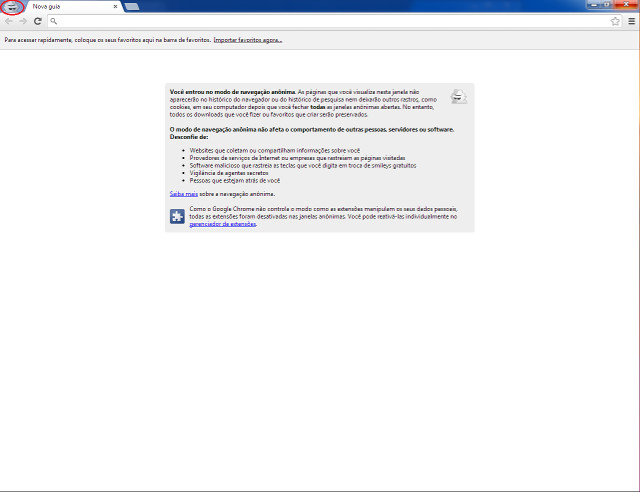 Nova guia
Para acessar rapidamente, coloque os seus favoritos aqui na barra de favoritos. Importar favoritos agora...
Você entrou no modo de navegação anônima. As páginas que você visualiza nesta janela não
aparecerão no histórico do navegador ou do histórico de pesquisa nem deixarão outros rastros, como
cookies, em seu computador depois que você fechar todas as janelas anônimas abertas. No entanto,
todos os downloads que você fizer ou favoritos que criar serão preservados.
O modo de navegação anônima não afeta o comportamento de outras pessoas, servidores ou software.
Desconfie de:
Websites que coletam ou compartilham informações sobre você
Provedores de serviços de Internet ou empresas que rastreiam as páginas visitadas
Software malicioso que rastreia as teclas que você digita em troca de smileys gratuitos
Vigilância de agentes secretos
Pessoas que estejam atrás de você
Saiba mais sobre a navegação anônima.
Como o Google Chrome não controla o modo como as extensões manipulam os seus dados pessoais,
todas as extensões foram desativadas nas janelas anônimas. Você pode reativá-las individualmente no
gerenciador de extensões.